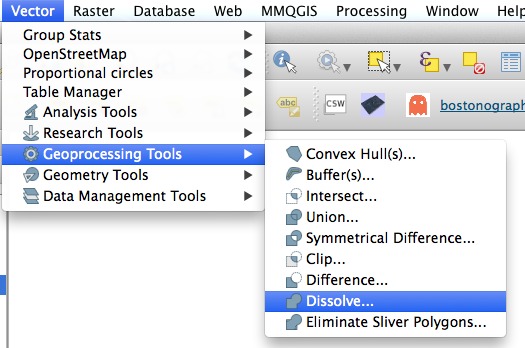 Vector Raster Database Web MMQGIS Processing Window Help
Group Stats
OpenStreetMap
Proportional circles
Table Manager
Analysis Tools
Research Tools
Geoprocessing Tools
Geometry Tools
Data Management Tools
abc
CSW
bostonograph
Convex Hull(s)...
Buffer(s)...
Intersect...
Union...
Symmetrical Difference...
Clip...
Difference...
Dissolve...
Eliminate Sliver Polygons...